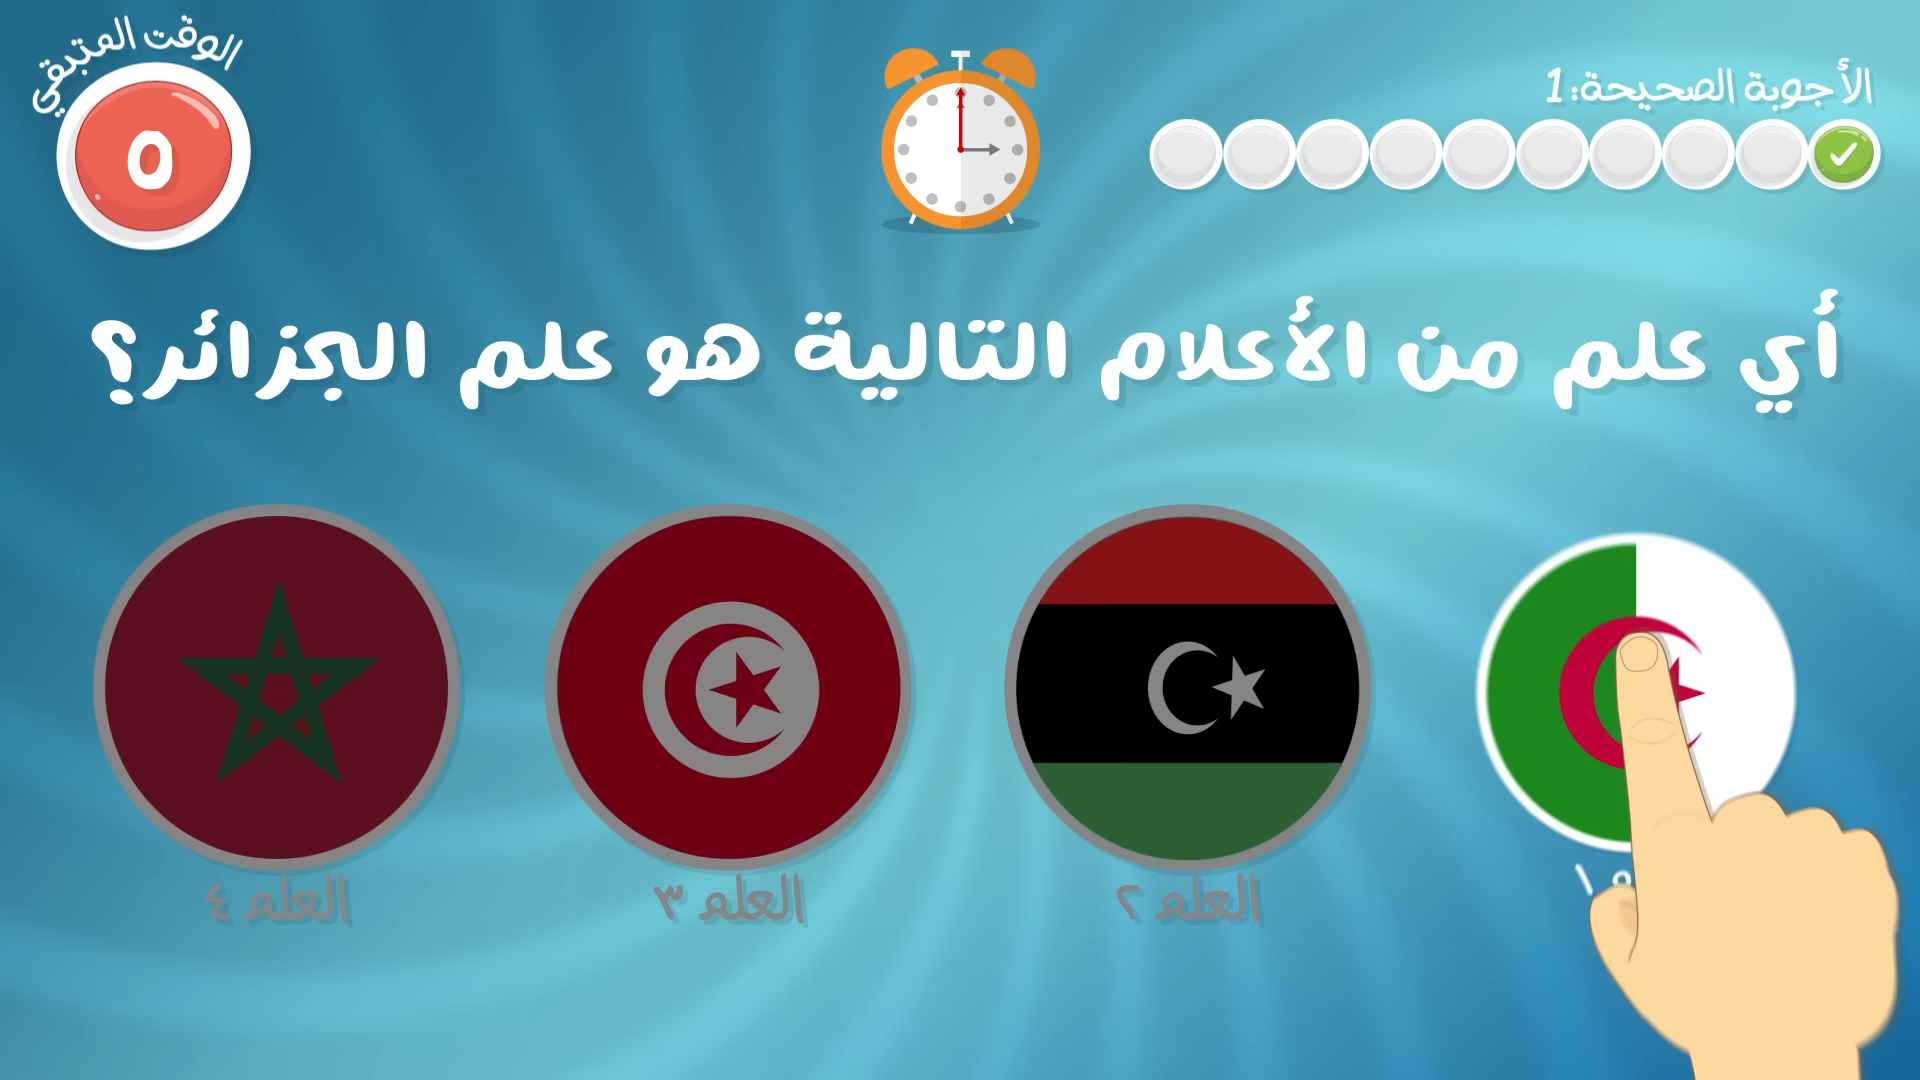 الوقت المتبقي
٥
الأجوبة الصحيحة:1
أي علم من الأعلام التالية هو علم الجزائر؟
١
العلم ٢
العلم ٣
العلم ٤